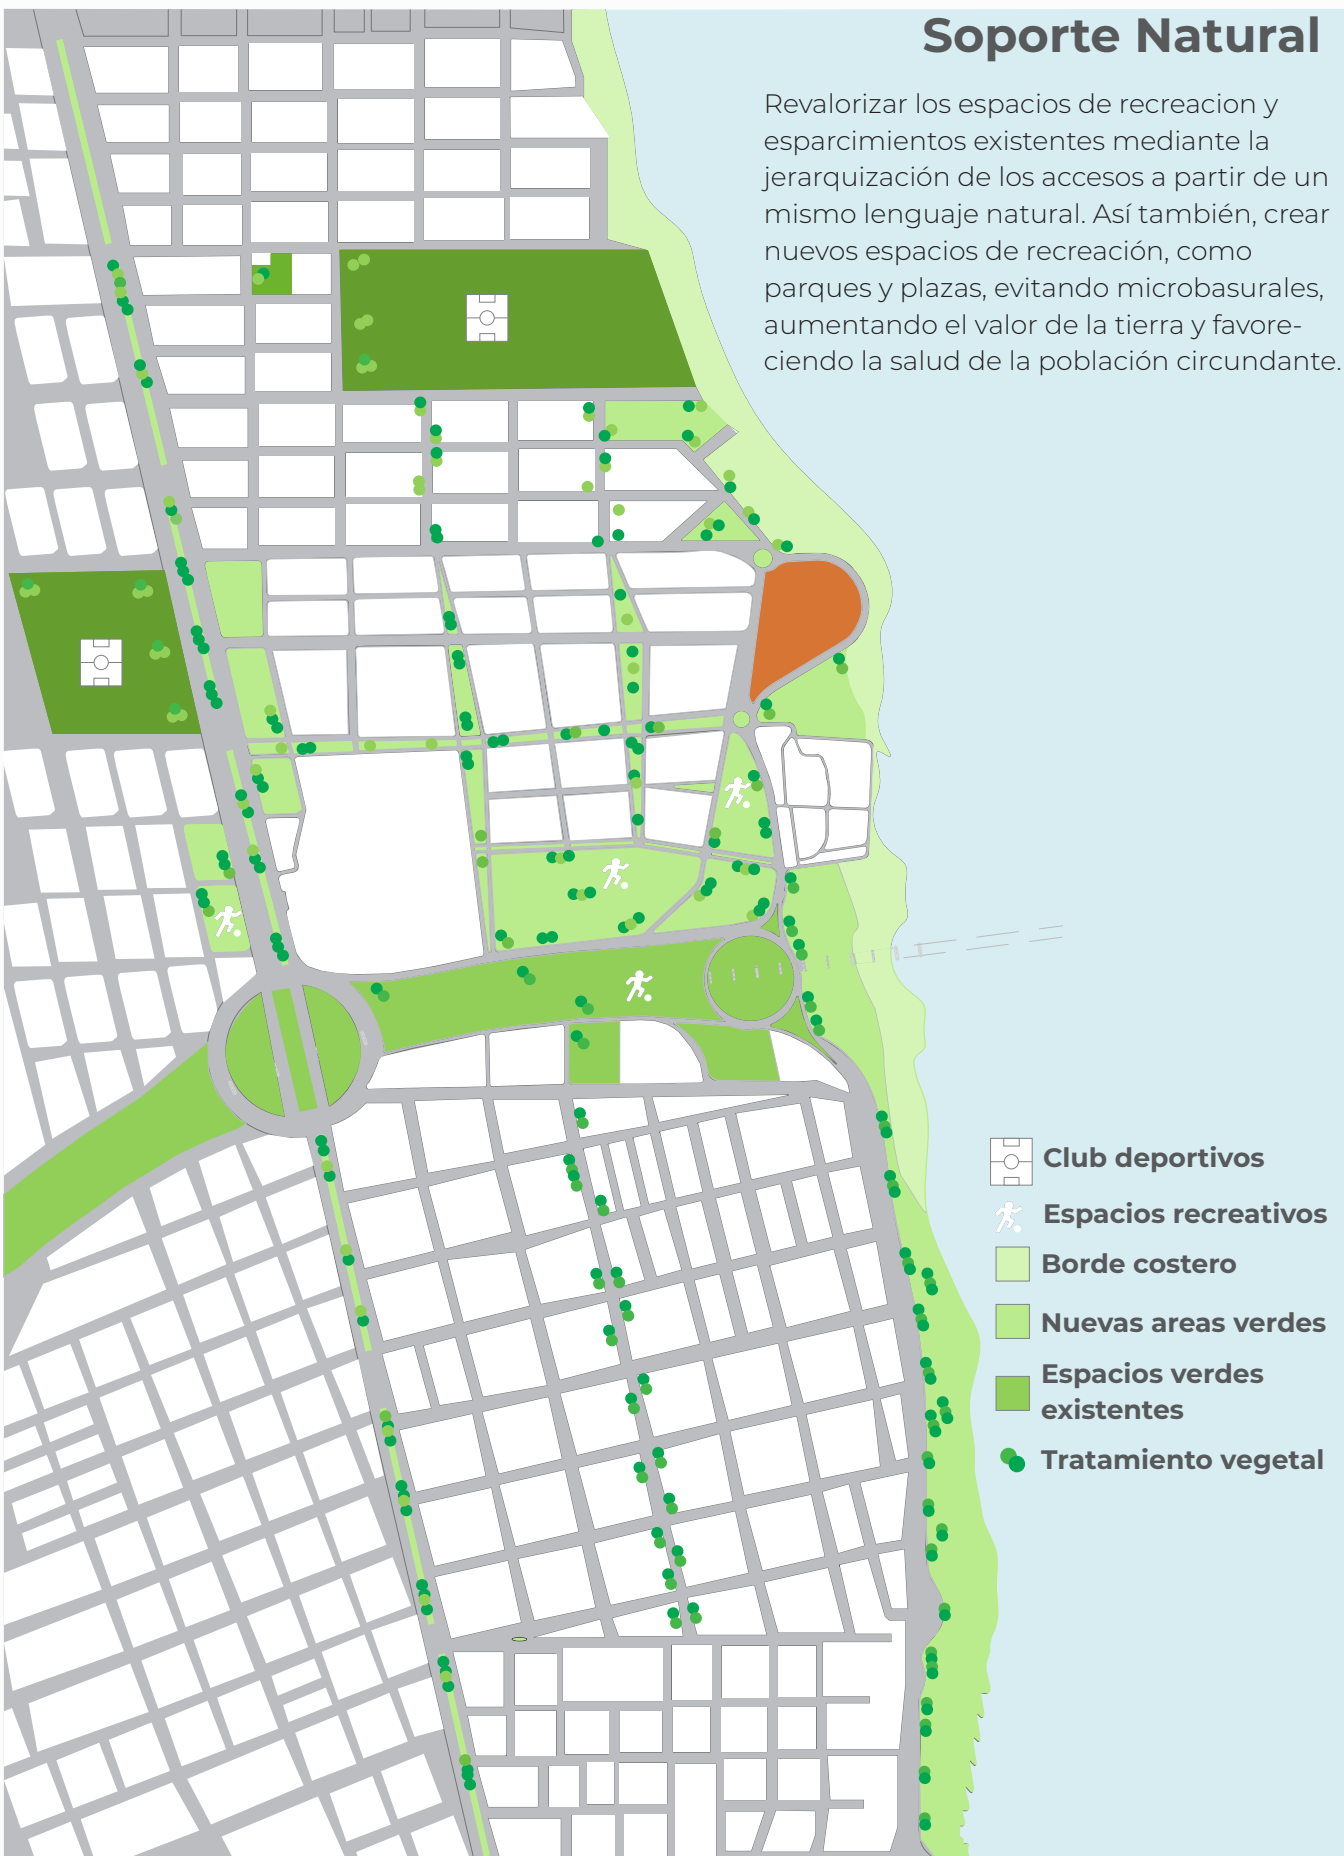 Soporte Natural
Revalorizar los espacios de recreacion y
esparcimientos existentes mediante la
jerarquización de los accesos a partir de un
mismo lenguaje natural. Así también, crear
nuevos espacios de recreación, como
parques y plazas, evitando microbasurales,
aumentando el valor de la tierra y favore-
ciendo la salud de la población circundante.
Club deportivos
Espacios recreativos
Borde costero
Nuevas areas verdes
Espacios verdes
existentes
Tratamiento vegetal